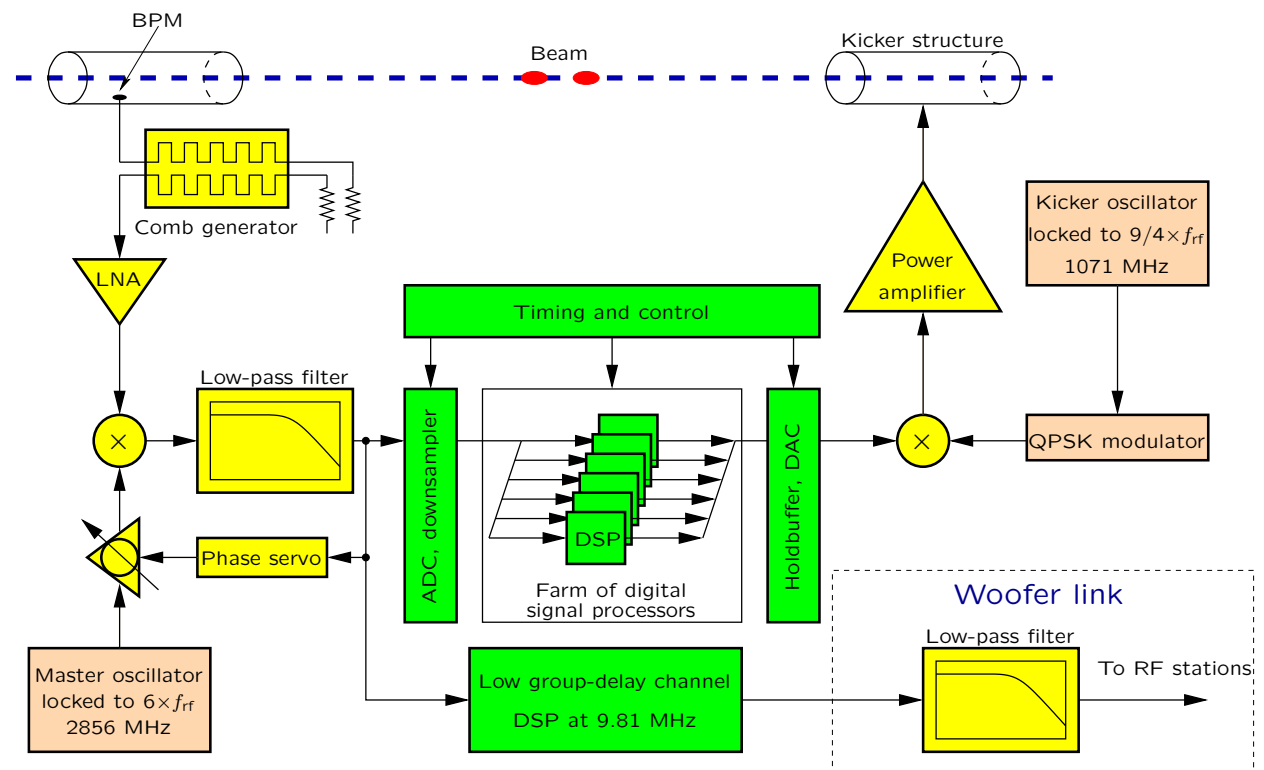 BPM
Beam
Kicker structure
Comb generator
LNA
Kicker oscillator
locked to 9/4×frf
1071 MHz
Power
amplifier
Timing and control
Low-pass filter
×
ADC, downsampler
DSP
Farm of digital
signal processors
Holdbuffer, DAC
×
QPSK modulator
Phase servo
Woofer link
Master oscillator
locked to 6×frf
2856 MHz
Low group-delay channel
DSP at 9.81 MHz
Low-pass filter
To RF stations